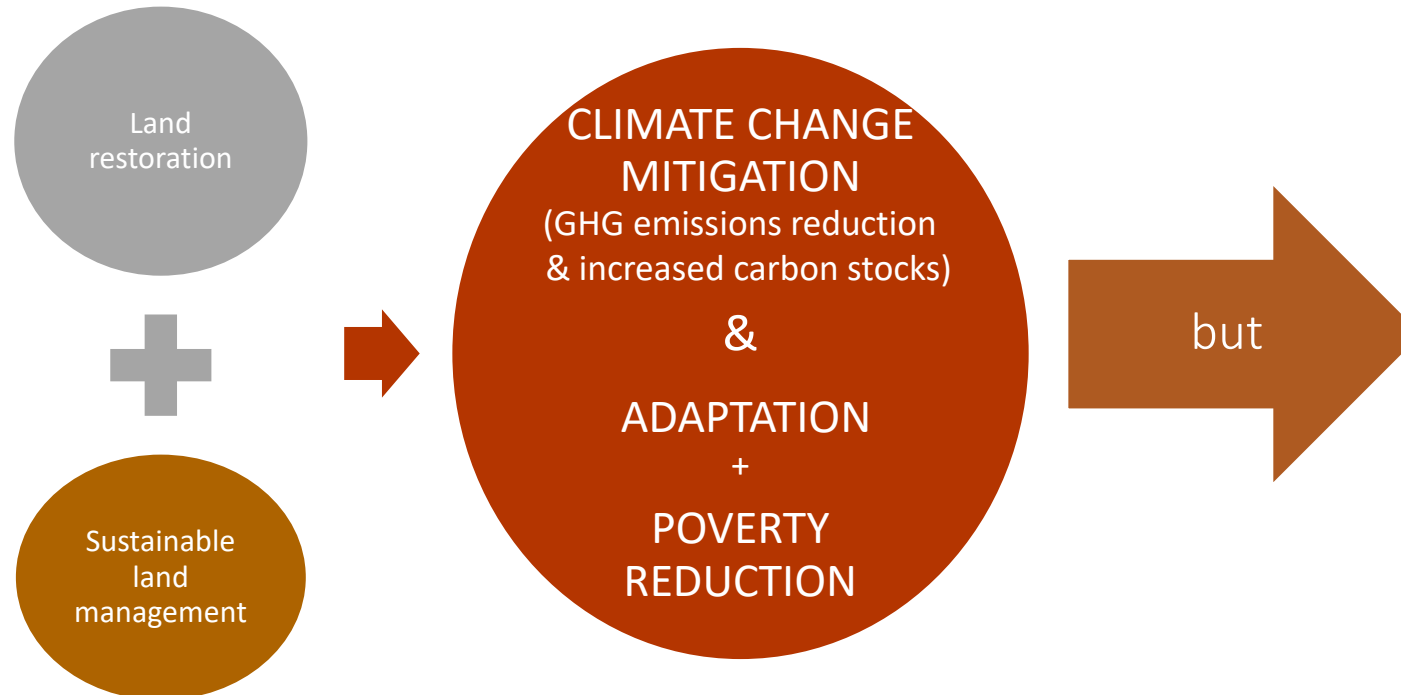 Land
restoration
Sustainable
land
management
CLIMATE CHANGE
MITIGATION
(GHG emissions reduction
& increased carbon stocks)
&
ADAPTATION
+
POVERTY
REDUCTION
but